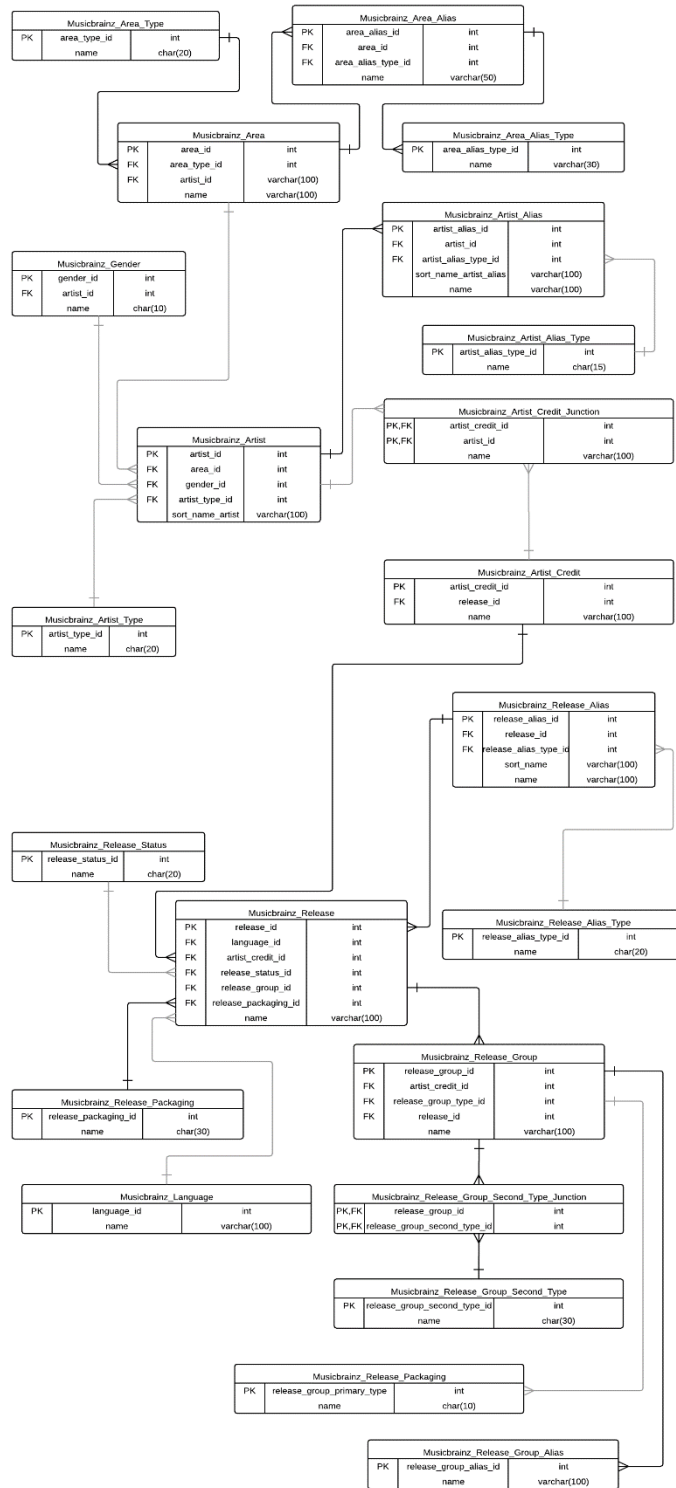 Musicbrainz_Area_Type
PK area_type_id int
name char(20)
Musicbrainz_Area_Alias
PK area_alias_id int
FK area_id int
FK area_alias_type_id int
name varchar(50)
Musicbrainz_Area
PK area_id int
FK area_type_id int
FK artist_id varchar(100)
name varchar(100)
Musicbrainz_Area_Alias_Type
PK area_alias_type_id int
name varchar(30)
Musicbrainz_Artist_Alias
PK artist_alias_id int
FK artist_id int
FK artist_alias_type_id int
sort_name_artist_alias varchar(100)
name varchar(100)
Musicbrainz_Gender
PK gender_id int
FK artist_id int
name char(10)
Musicbrainz_Artist_Alias_Type
PK artist_alias_type_id int
name char(15)
Musicbrainz_Artist_Credit_Junction
PK,FK artist_credit_id int
PK,FK artist_id int
name varchar(100)
Musicbrainz_Artist
PK artist_id int
FK area_id int
FK gender_id int
FK artist_type_id int
sort_name_artist varchar(100)
Musicbrainz_Artist_Credit
PK artist_credit_id int
FK release_id int
name varchar(100)
Musicbrainz_Artist_Type
PK artist_type_id int
name char(20)
Musicbrainz_Release_Alias
PK release_alias_id int
FK release_id int
FK release_alias_type_id int
sort_name varchar(100)
name varchar(100)
Musicbrainz_Release_Status
PK release_status_id int
name char(20)
Musicbrainz_Release
PK release_id int
FK language_id int
FK artist_credit_id int
FK release_status_id int
FK release_group_id int
FK release_packaging_id int
name varchar(100)
Musicbrainz_Release_Alias_Type
PK release_alias_type_id int
name char(20)
Musicbrainz_Release_Group
PK release_group_id int
FK artist_credit_id int
FK release_group_type_id int
FK release_id int
name varchar(100)
Musicbrainz_Release_Packaging
PK release_packaging_id int
name char(30)
Musicbrainz_Language
PK language_id int
name varchar(100)
Musicbrainz_Release_Group_Second_Type_Junction
PK,FK release_group_id int
PK,FK release_group_second_type_id int
Musicbrainz_Release_Group_Second_Type
PK release_group_second_type_id int
name char(30)
Musicbrainz_Release_Packaging
PK release_group_primary_type int
name char(10)
Musicbrainz_Release_Group_Alias
PK release_group_alias_id int
name varchar(100)